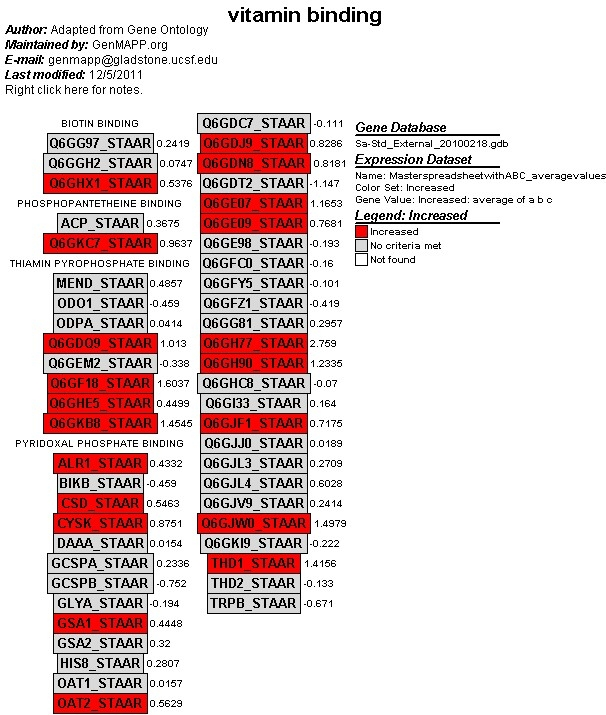 vitamin binding
Author: Adapted from Gene Ontology
Maintained by: GenMAPP.org
E-mail: genmapp@gladstone.ucsf.edu
Last modified: 12/5/2011
Right click here for notes.
BIOTIN BINDING
Q6GG97_STAAR 0.2419
Q6GGH2_STAAR 0.0747
Q6GHX1_STAAR 0.5376
PHOSPHOPANTETHEINE BINDING
ACP_STAAR 0.3675
Q6GKC7_STAAR 0.9637
THIAMIN PYROPHOSPHATE BINDING
MEND_STAAR 0.4857
ODO1_STAAR -0.459
ODPA_STAAR 0.0414
Q6GDQ9_STAAR 1.013
Q6GEM2_STAAR -0.338
Q6GF18_STAAR 1.6037
Q6GHE5_STAAR 0.4499
Q6GKB8_STAAR 1.4545
PYRIDOXAL PHOSPHATE BINDING
ALR1_STAAR 0.4332
BIKB_STAAR -0.459
CSD_STAAR 0.5463
CYSK_STAAR 0.8751
DAAA_STAAR 0.0154
GCSPA_STAAR 0.2336
GCSPB_STAAR -0.752
GLYA_STAAR -0.194
GSA1_STAAR 0.4448
GSA2_STAAR 0.32
HIS8_STAAR 0.2807
OAT1_STAAR 0.0157
OAT2_STAAR 0.5629
Q6GDC7_STAAR -0.111
Q6GDJ9_STAAR 0.8286
Q6GDN8_STAAR 0.8181
Q6GDT2_STAAR -1.147
Q6GE07_STAAR 1.1653
Q6GE09_STAAR 0.7681
Q6GE98_STAAR -0.193
Q6GFC0_STAAR -0.16
Q6GFY5_STAAR -0.101
Q6GFZ1_STAAR -0.419
Q6GG81_STAAR 0.2957
Q6GH77_STAAR 2.759
Q6GH90_STAAR 1.2335
Q6GHC8_STAAR -0.07
Q6GI33_STAAR 0.164
Q6GJF1_STAAR 0.7175
Q6GJJ0_STAAR 0.0189
Q6GJL3_STAAR 0.2709
Q6GJL4_STAAR 0.6028
Q6GJV9_STAAR 0.2414
Q6GJW0_STAAR 1.4979
Q6GKI9_STAAR -0.222
THD1_STAAR 1.4156
THD2_STAAR -0.133
TRPB_STAAR -0.671
Gene Database
Sa-Std_External_20100218.gdb
Expression Dataset
Name: MasterspreadsheetwithABC_averagevalues
Color Set: Increased
Gene Value: Increased: average of a b c
Legend: Increased
Increased
No criteria met
Not found